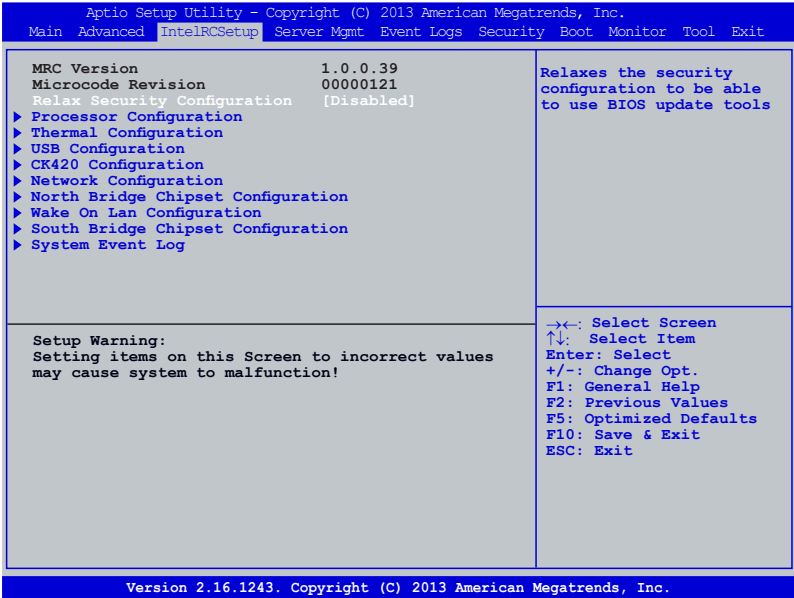 Aptio Setup Utility – Copyright (C) 2013 American Megatrends, Inc.
Main Advanced IntelRCSetup Server Mgmt Event Logs Security Boot Monitor Tool Exit
MRC Version 1.0.0.39
Microcode Revision 00000121
Relax Security Configuration [Disabled]
Processor Configuration
Thermal Configuration
USB Configuration
CK420 Configuration
Network Configuration
North Bridge Chipset Configuration
Wake On Lan Configuration
South Bridge Chipset Configuration
System Event Log
Setup Warning:
Setting items on this Screen to incorrect values
may cause system to malfunction!
Relaxes the security
configuration to be able
to use BIOS update tools
→←: Select Screen
↑↓: Select Item
Enter: Select
+/-: Change Opt.
F1: General Help
F2: Previous Values
F5: Optimized Defaults
F10: Save & Exit
ESC: Exit
Version 2.16.1243. Copyright (C) 2013 American Megatrends, Inc.